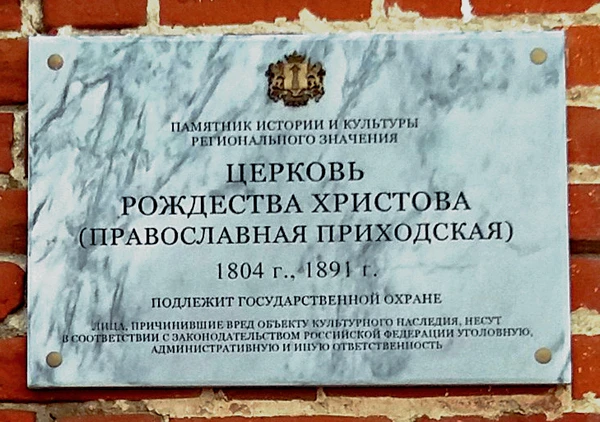 ПАМЯТНИК ИСТОРИИ И КУЛЬТУРЫ
РЕГИОНАЛЬНОГО ЗНАЧЕНИЯ
ЦЕРКОВЬ
РОЖДЕСТВА ХРИСТОВА
(ПРАВОСЛАВНАЯ ПРИХОДСКАЯ)
1804 г., 1891 г.
ПОДЛЕЖИТ ГОСУДАРСТВЕННОЙ ОХРАНЕ
ЛИЦА, ПРИЧИНИВШИЕ ВРЕД ОБЪЕКТУ КУЛЬТУРНОГО НАСЛЕДИЯ, НЕСУТ
В СООТВЕТСТВИИ С ЗАКОНОДАТЕЛЬСТВОМ РОССИЙСКОЙ ФЕДЕРАЦИИ УГОЛОВНУЮ,
АДМИНИСТРАТИВНУЮ И ИНУЮ ОТВЕТСТВЕННОСТЬ